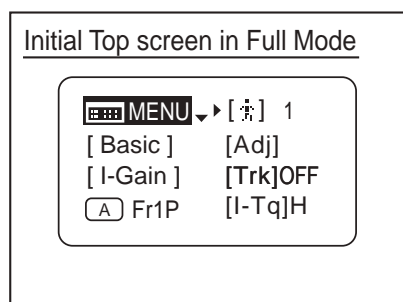 Initial Top screen in Full Mode
MENU [ ] 1
[ Basic ] [Adj]
[ I-Gain ] [Trk]OFF
A Fr1P [I-Tq]H